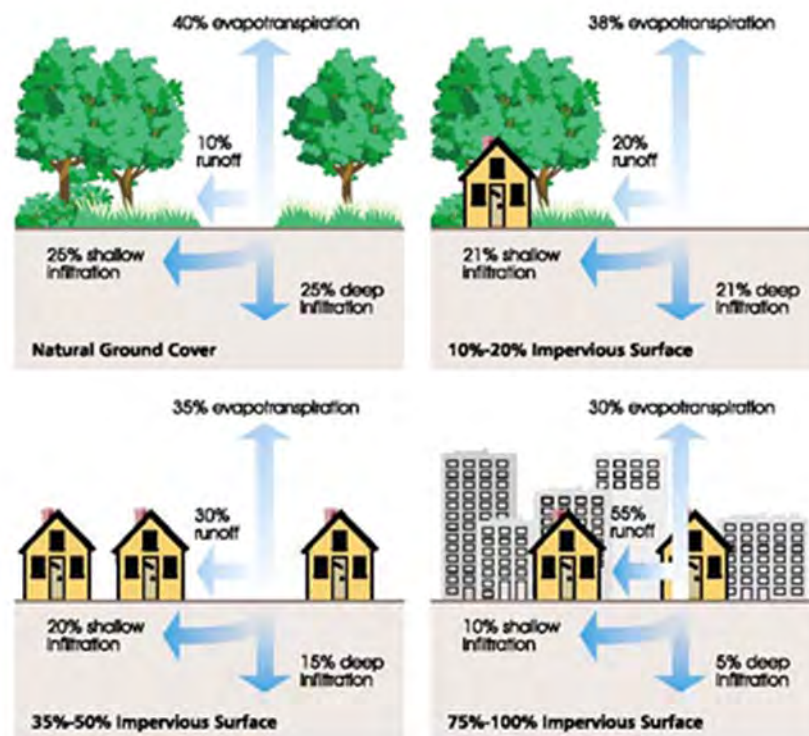 40% evapotranspiration
10%
runoff
25% shallow
infiltration
25% deep
infiltration
Natural Ground Cover
38% evapotranspiration
20%
runoff
21% shallow
infiltration
21% deep
infiltration
10%-20% Impervious Surface
35% evapotranspiration
30%
runoff
20% shallow
infiltration
15% deep
infiltration
35%-50% Impervious Surface
30% evapotranspiration
55%
runoff
10% shallow
infiltration
5% deep
infiltration
75%-100% Impervious Surface